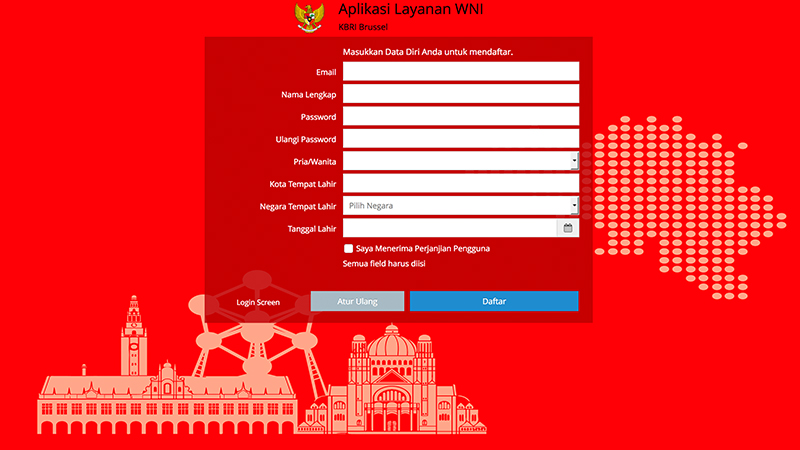 Aplikasi Layanan WNI
KBRI Brussel
Masukkan Data Diri Anda untuk mendaftar.
Email
Nama Lengkap
Password
Ulangi Password
Pria/Wanita
Kota Tempat Lahir
Negara Tempat Lahir Pilih Negara
Tanggal Lahir
Saya Menerima Perjanjian Pengguna
Semua field harus diisi
Login Screen Atur Ulang Daftar